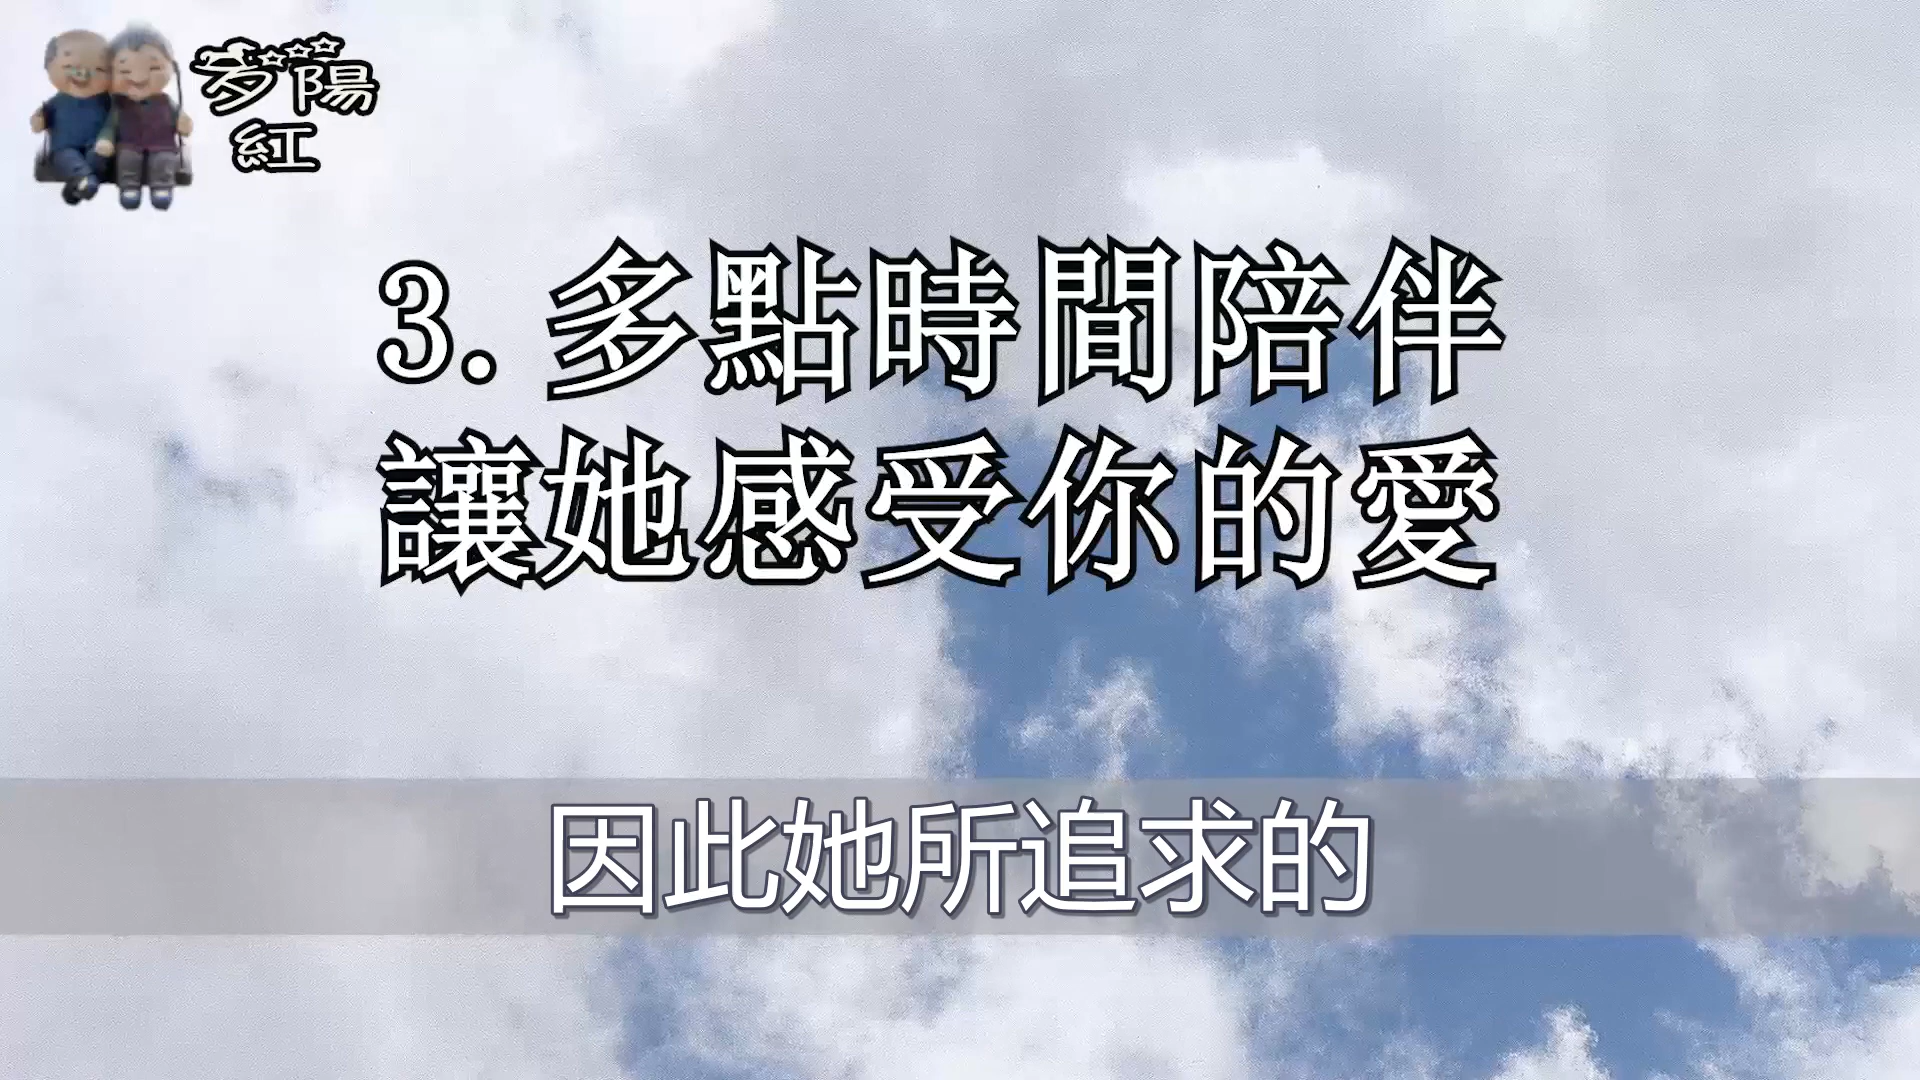 夕陽
紅
3.多點時間陪伴
讓她感受你的愛
因此她所追求的